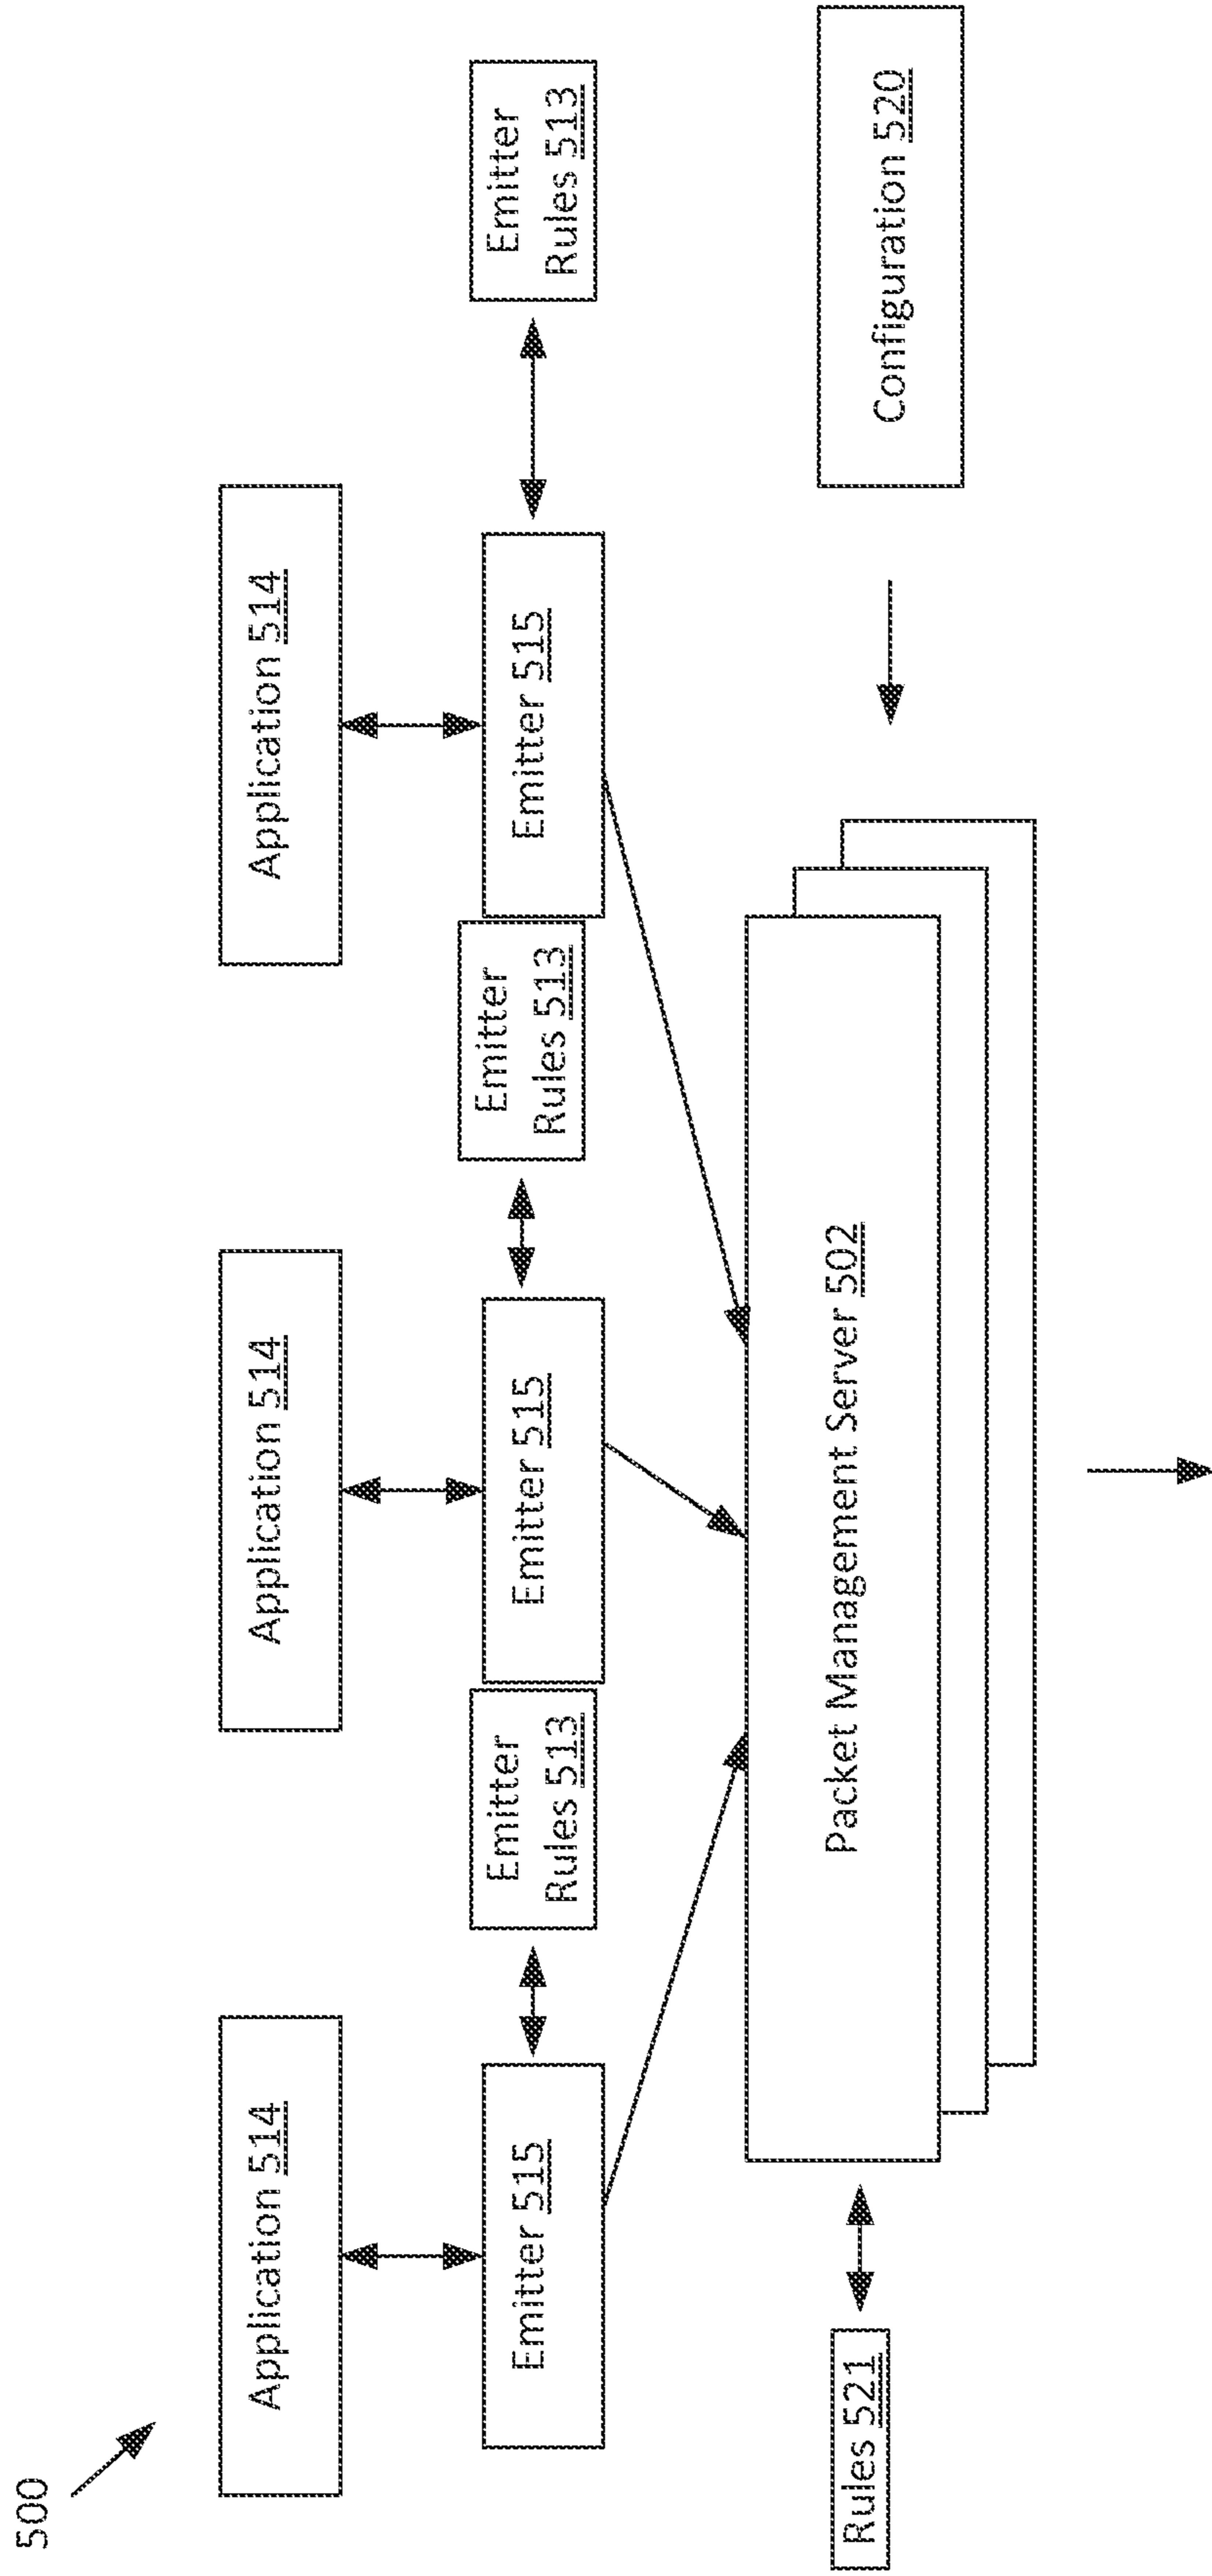 500
Application 514
Application 514
Application 514
Emitter 515
Emitter
Rules 513
Emitter 515
Emitter
Rules 513
Emitter 515
Emitter
Rules 513
Rules 521
Packet Management Server 502
Configuration 520